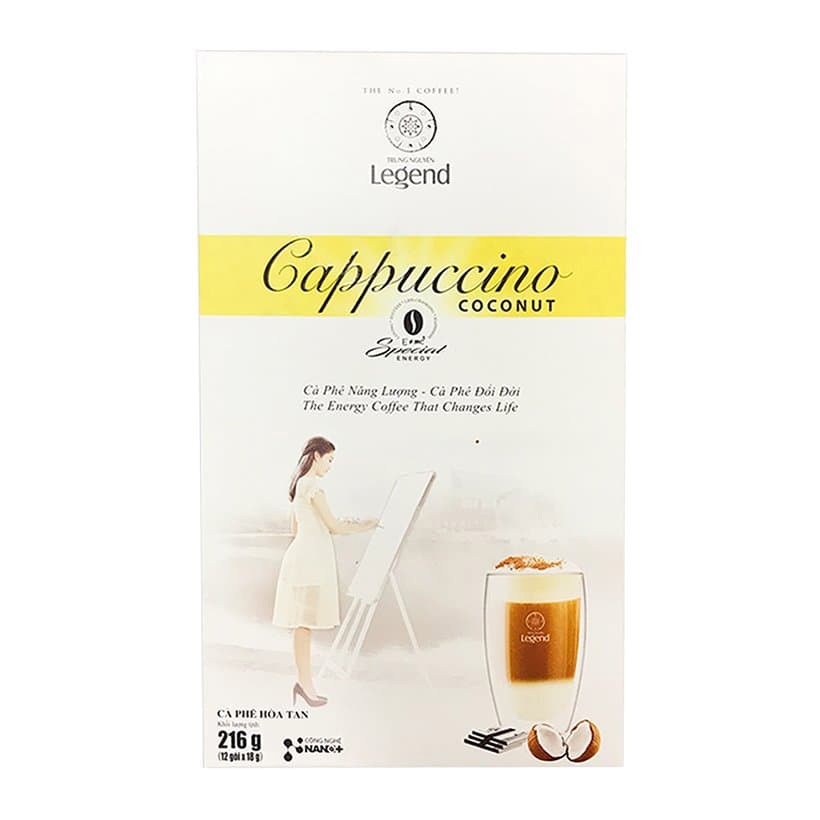 THE No.1 COFFEE!
TRUNG NGUYÊN
Legend
Cappuccino
COCONUT
Special
ENERGY
Cà Phê Năng Lượng - Cà Phê Đổi Đời
The Energy Coffee That Changes Life
Legend
CÀ PHÊ HÒA TAN
Khối lượng tịnh:
216 g
(12 gói x 18 g)
CÔNG NGHỆ
NANO+